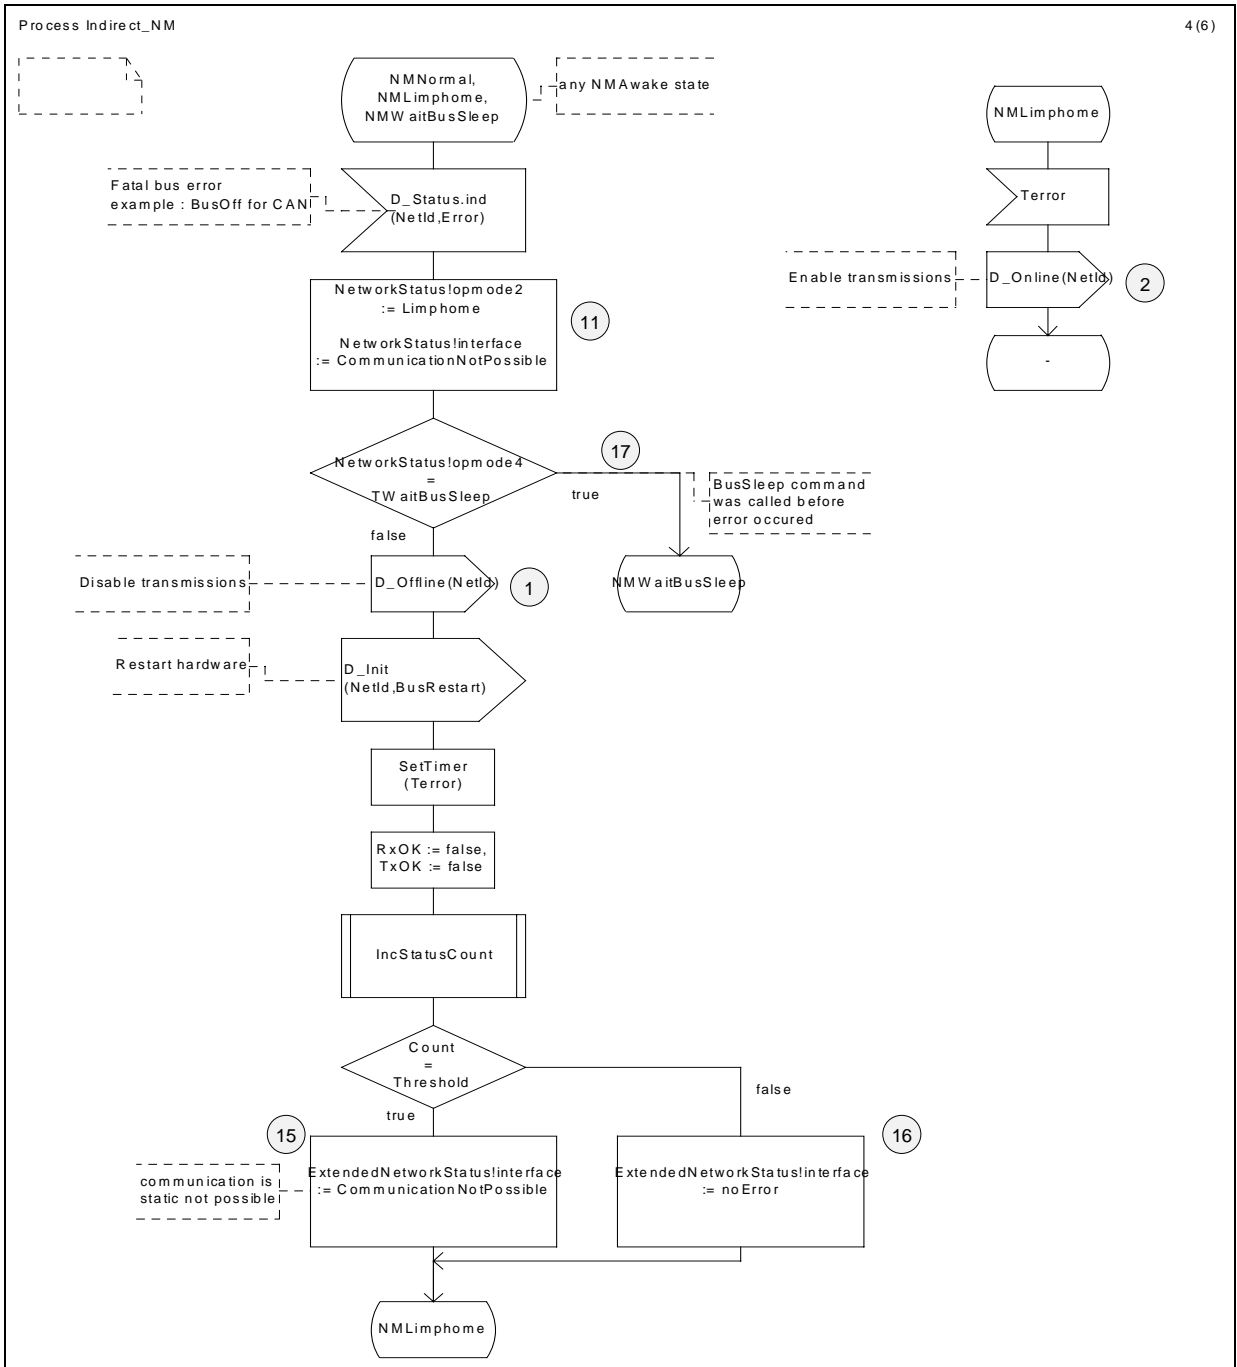 Process Indirect_NM
4(6)
NMNormal,
NMLimphome,
NMWaitBusSleep
any NMAwake state
Fatal bus error
example : BusOff for CAN
D_Status.ind
(NetId,Error)
NetworkStatus!opmode2
:= Limphome
NetworkStatus!interface
:= CommunicationNotPossible
11
NetworkStatus!opmode4
=
TWaitBusSleep
17
true
BusSleep command
was called before
error occured
false
Disable transmissions
D_Offline(NetId)
1
NMWaitBusSleep
Restart hardware
D_Init
(NetId,BusRestart)
SetTimer
(Terror)
RxOK := false,
TxOK := false
IncStatusCount
Count
=
Threshold
true
false
15
ExtendedNetworkStatus!interface
:= CommunicationNotPossible
communication is
static not possible
16
ExtendedNetworkStatus!interface
:= noError
NMLimphome
NMLimphome
Terror
Enable transmissions
D_Online(NetId)
2
-